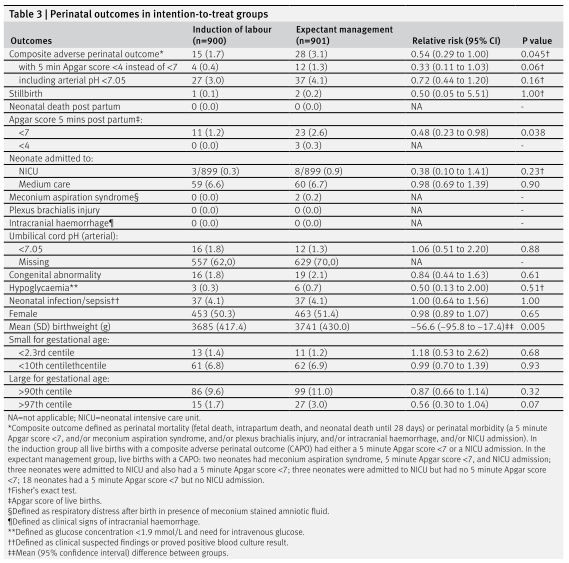 Table 3 | Perinatal outcomes in intention-to-treat groups
Outcomes Induction of labour (n=900) Expectant management (n=901) Relative risk (95% CI) P value
Composite adverse perinatal outcome* 15 (1.7) 28 (3.1) 0.54 (0.29 to 1.00) 0.045†
with 5 min Apgar score <4 instead of <7 4 (0.4) 12 (1.3) 0.33 (0.11 to 1.03) 0.06†
including arterial pH <7.05 27 (3.0) 37 (4.1) 0.72 (0.44 to 1.20) 0.16†
Stillbirth 1 (0.1) 2 (0.2) 0.50 (0.05 to 5.51) 1.00†
Neonatal death post partum 0 (0.0) 0 (0.0) NA -
Apgar score 5 mins post partum‡:
<7 11 (1.2) 23 (2.6) 0.48 (0.23 to 0.98) 0.038
<4 0 (0.0) 3 (0.3) NA -
Neonate admitted to:
NICU 3/899 (0.3) 8/899 (0.9) 0.38 (0.10 to 1.41) 0.23†
Medium care 59 (6.6) 60 (6.7) 0.98 (0.69 to 1.39) 0.90
Meconium aspiration syndrome§ 0 (0.0) 2 (0.2) NA -
Plexus brachialis injury 0 (0.0) 0 (0.0) NA -
Intracranial haemorrhage¶ 0 (0.0) 0 (0.0) NA
Umbilical cord pH (arterial):
<7.05 16 (1.8) 12 (1.3) 1.06 (0.51 to 2.20) 0.88
Missing 557 (62,0) 629 (70,0) NA -
Congenital abnormality 16 (1.8) 19 (2.1) 0.84 (0.44 to 1.63) 0.61
Hypoglycaemia** 3 (0.3) 6 (0.7) 0.50 (0.13 to 2.00) 0.51†
Neonatal infection/sepsis†† 37 (4.1) 37 (4.1) 1.00 (0.64 to 1.56) 1.00
Female 453 (50.3) 463 (51.4) 0.98 (0.89 to 1.07) 0.65
Mean (SD) birthweight (g) 3685 (417.4) 3741 (430.0) −56.6 (−95.8 to −17.4)‡‡ 0.005
Small for gestational age:
<2.3rd centile 13 (1.4) 11 (1.2) 1.18 (0.53 to 2.62) 0.68
<10th centilethcentile 61 (6.8) 62 (6.9) 0.99 (0.70 to 1.39) 0.93
Large for gestational age:
>90th centile 86 (9.6) 99 (11.0) 0.87 (0.66 to 1.14) 0.32
>97th centile 15 (1.7) 27 (3.0) 0.56 (0.30 to 1.04) 0.07
NA=not applicable; NICU=neonatal intensive care unit.
*Composite outcome defined as perinatal mortality (fetal death, intrapartum death, and neonatal death until 28 days) or perinatal morbidity (a 5 minute
Apgar score <7, and/or meconium aspiration syndrome, and/or plexus brachialis injury, and/or intracranial haemorrhage, and/or NICU admission). In
the induction group all live births with a composite adverse perinatal outcome (CAPO) had either a 5 minute Apgar score <7 or a NICU admission. In the
expectant management group, live births with a CAPO: two neonates had meconium aspiration syndrome, 5 minute Apgar score <7, and NICU admission;
three neonates were admitted to NICU and also had a 5 minute Apgar score <7; three neonates were admitted to NICU but had no 5 minute Apgar score
<7; 18 neonates had a 5 minute Apgar score <7 but no NICU admission.
†Fisher's exact test.
‡Apgar score of live births.
§Defined as respiratory distress after birth in presence of meconium stained amniotic fluid.
¶Defined as clinical signs of intracranial haemorrhage.
**Defined as glucose concentration <1.9 mmol/L and need for intravenous glucose.
††Defined as clinical suspected findings or proved positive blood culture result.
‡‡Mean (95% confidence interval) difference between groups.